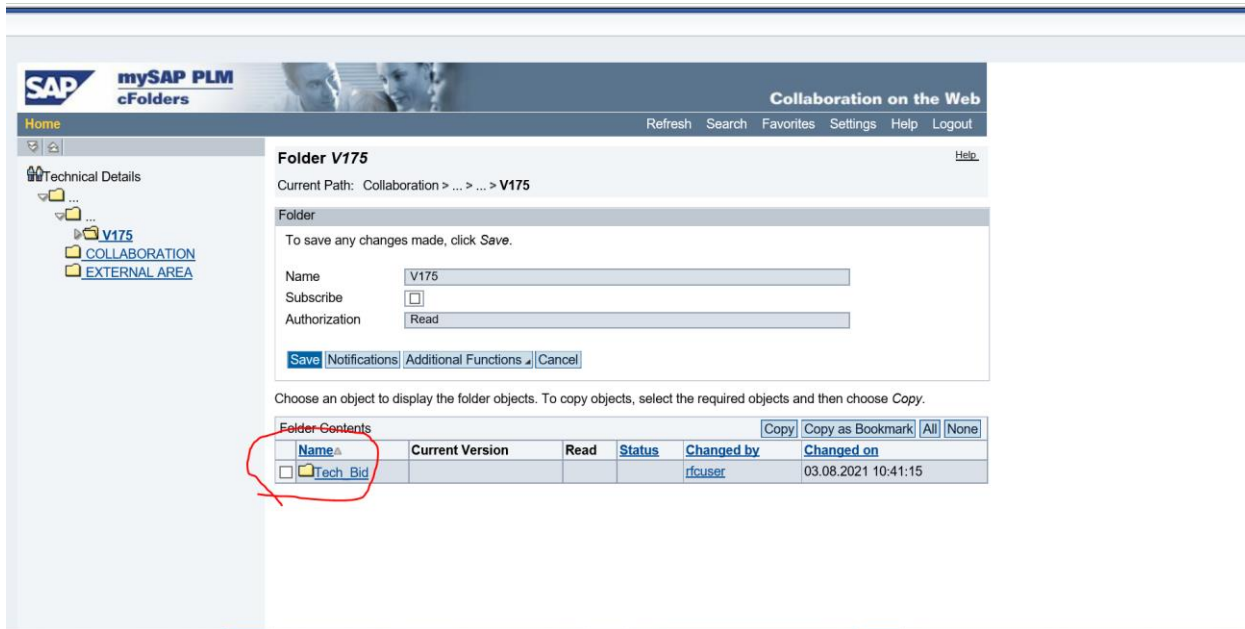 SAP mySAP PLM
cFolders
Collaboration on the Web
Home Refresh Search Favorites Settings Help Logout
Technical Details
...
...
V175
COLLABORATION
EXTERNAL AREA
Folder V175 Help
Current Path: Collaboration > ... > ... > V175
Folder
To save any changes made, click Save.
Name V175
Subscribe
Authorization Read
Save Notifications Additional Functions Cancel
Choose an object to display the folder objects. To copy objects, select the required objects and then choose Copy.
Folder Contents Copy Copy as Bookmark All None
Name Current Version Read Status Changed by Changed on
Tech_Bid rfcuser 03.08.2021 10:41:15